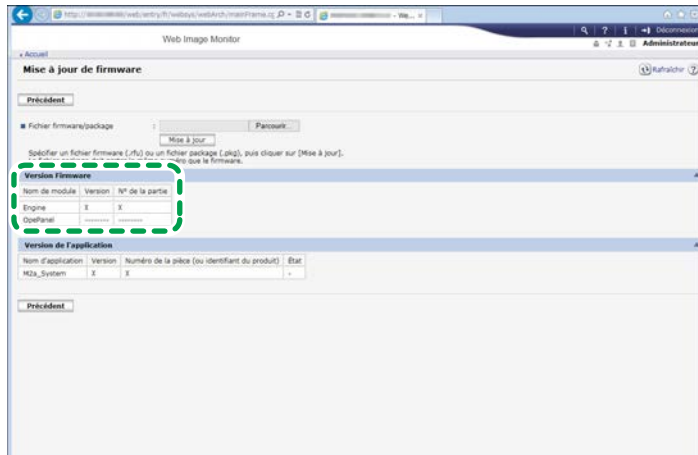 Web Image Monitor
Déconnexion
Accueil
Administrateur
Mise à jour de firmware
Rafraîchir
Précédent
Fichier firmware/package : Parcourir...
Mise à jour
Spécifier un fichier firmware (.rfu) ou un fichier package (.pkg), puis cliquer sur [Mise à jour].
numéro que le firmware.
Version Firmware
Nom de module Version Nº de la partie
Engine X X
OpePanel -------- --------
Version de l'application
Nom d'application Version Numéro de la pièce (ou identifiant du produit) État
M2a_System X X -
Précédent